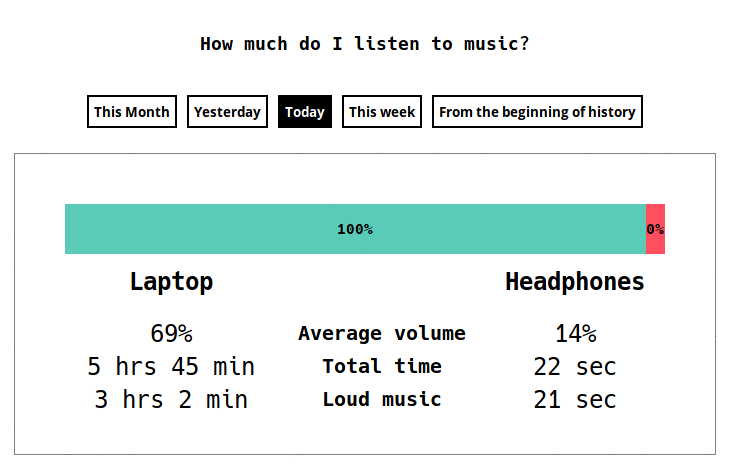 How much do I listen to music?
This Month Yesterday Today This week From the beginning of history
100% 0%
Laptop Headphones
69% Average volume 14%
5 hrs 45 min Total time 22 sec
3 hrs 2 min Loud music 21 sec